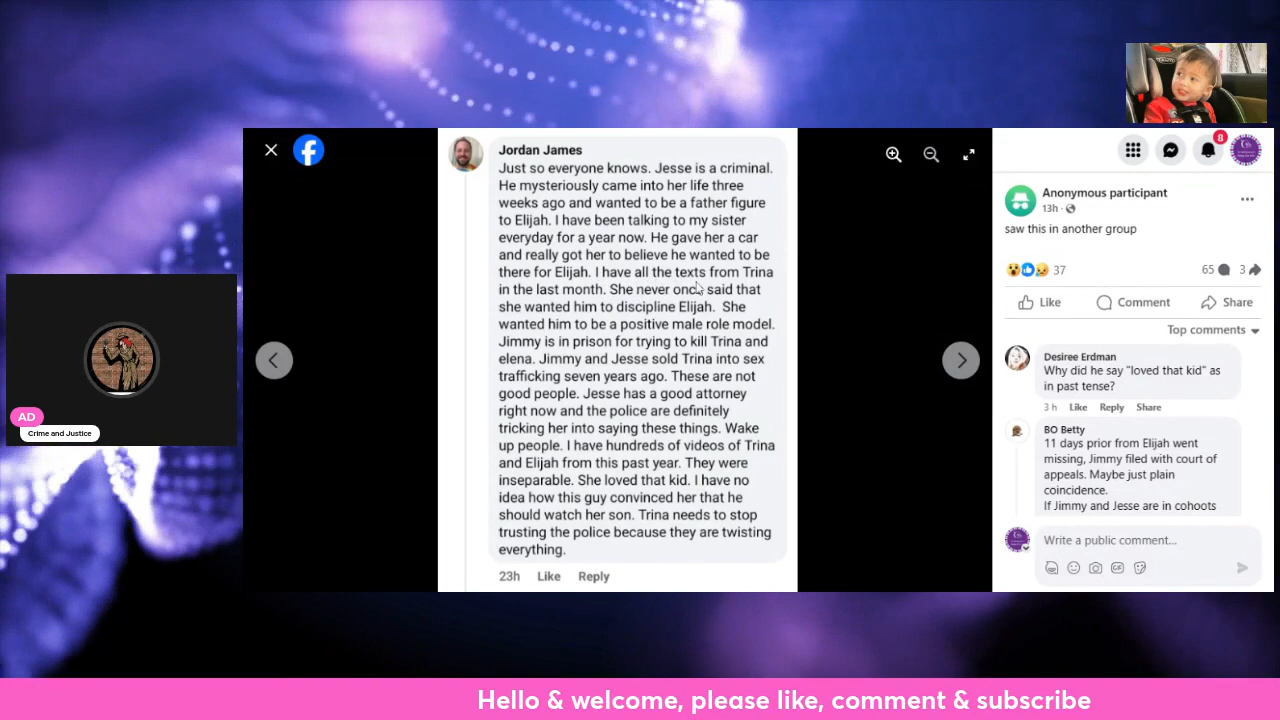 Jordan James
Just so everyone knows. Jesse is a criminal.
He mysteriously came into her life three
weeks ago and wanted to be a father figure
to Elijah. I have been talking to my sister
everyday for a year now. He gave her a car
and really got her to believe he wanted to be
there for Elijah. I have all the texts from Trina
in the last month. She never once said that
she wanted him to discipline Elijah. She
wanted him to be a positive male role model.
Jimmy is in prison for trying to kill Trina and
elena. Jimmy and Jesse sold Trina into sex
trafficking seven years ago. These are not
good people. Jesse has a good attorney
right now and the police are definitely
tricking her into saying these things. Wake
up people. I have hundreds of videos of Trina
and Elijah from this past year. They were
inseparable. She loved that kid. I have no
idea how this guy convinced her that he
should watch her son. Trina needs to stop
trusting the police because they are twisting
everything.
23h Like Reply
8
Anonymous participant
13h
saw this in another group
37
65 3
Like Comment Share
Top comments
Desiree Erdman
Why did he say "loved that kid" as
in past tense?
3 h Like Reply Share
BO Betty
11 days prior from Elijah went
missing, Jimmy filed with court of
appeals. Maybe just plain
coincidence.
If Jimmy and Jesse are in cohoots
Write a public comment...
AD
Crime and Justice
Hello & welcome, please like, comment & subscribe